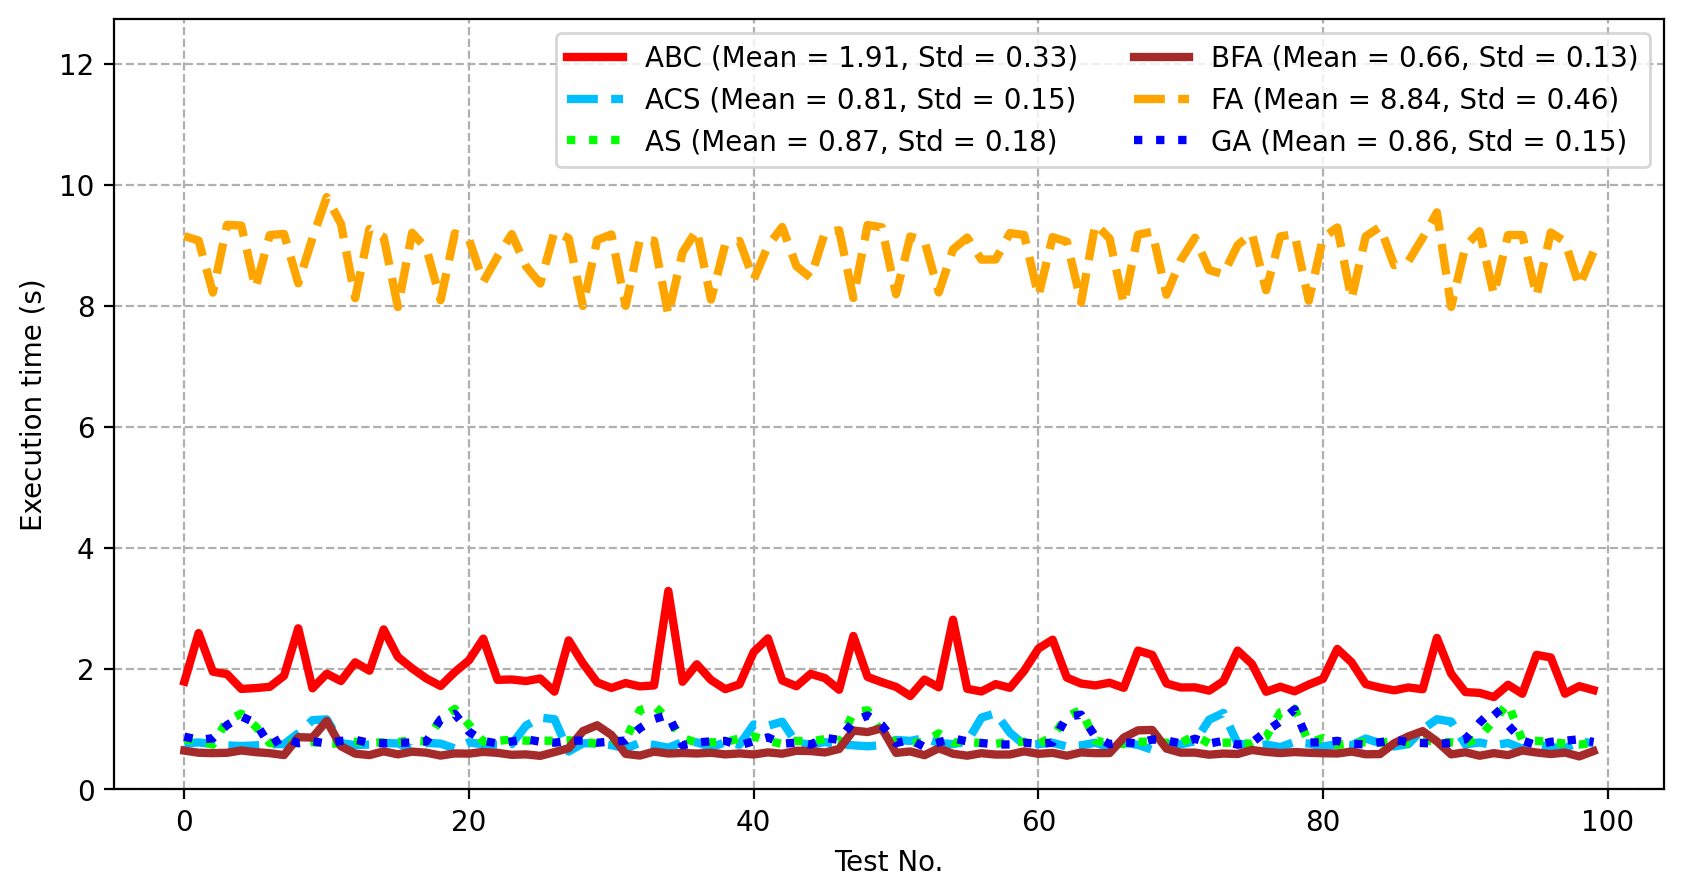 12
10
8
6
4
2
0
Execution time (s)
ABC (Mean = 1.91, Std = 0.33)
ACS (Mean = 0.81, Std = 0.15)
AS (Mean = 0.87, Std = 0.18)
BFA (Mean = 0.66, Std = 0.13)
FA (Mean = 8.84, Std = 0.46)
GA (Mean = 0.86, Std = 0.15)
0 20 40 60 80 100
Test No.